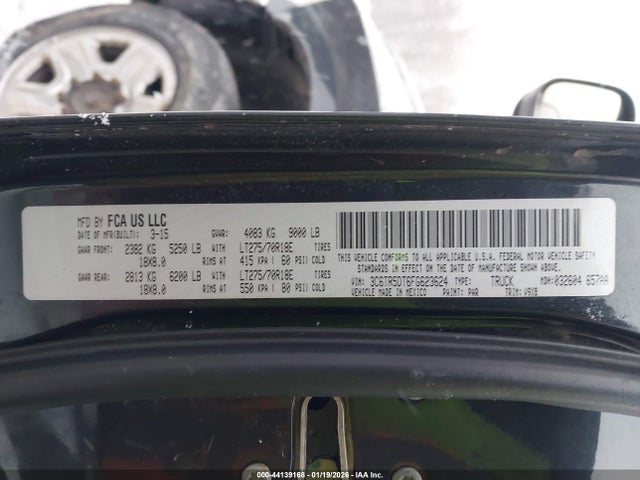 MFD BY FCA US LLC
DATE OF MFR(BUILT): 3-15 GVWR: 4083 KG 9000 LB
GAWR FRONT: 2382 KG 5250 LB WITH LT275/70R18E TIRES
18X8.0 RIMS AT 415 KPA ( 60 PSI) COLD
GAWR REAR: 2813 KG 6200 LB WITH LT275/70R18E TIRES
18X8.0 RIMS AT 550 KPA ( 80 PSI) COLD
THIS VEHICLE CONFORMS TO ALL APPLICABLE U.S.A. FEDERAL MOTOR VEHICLE SAFETY
STANDARDS IN EFFECT ON THE DATE OF MANUFACTURE SHOWN ABOVE.
VIN: 3C6TR5DT6FG623624 TYPE: TRUCK MDH: 032604 657AA
VEHICLE MADE IN MEXICO PAINT: PAR TRIM:
000-44139168 01/19/2026 © IAA Inc.